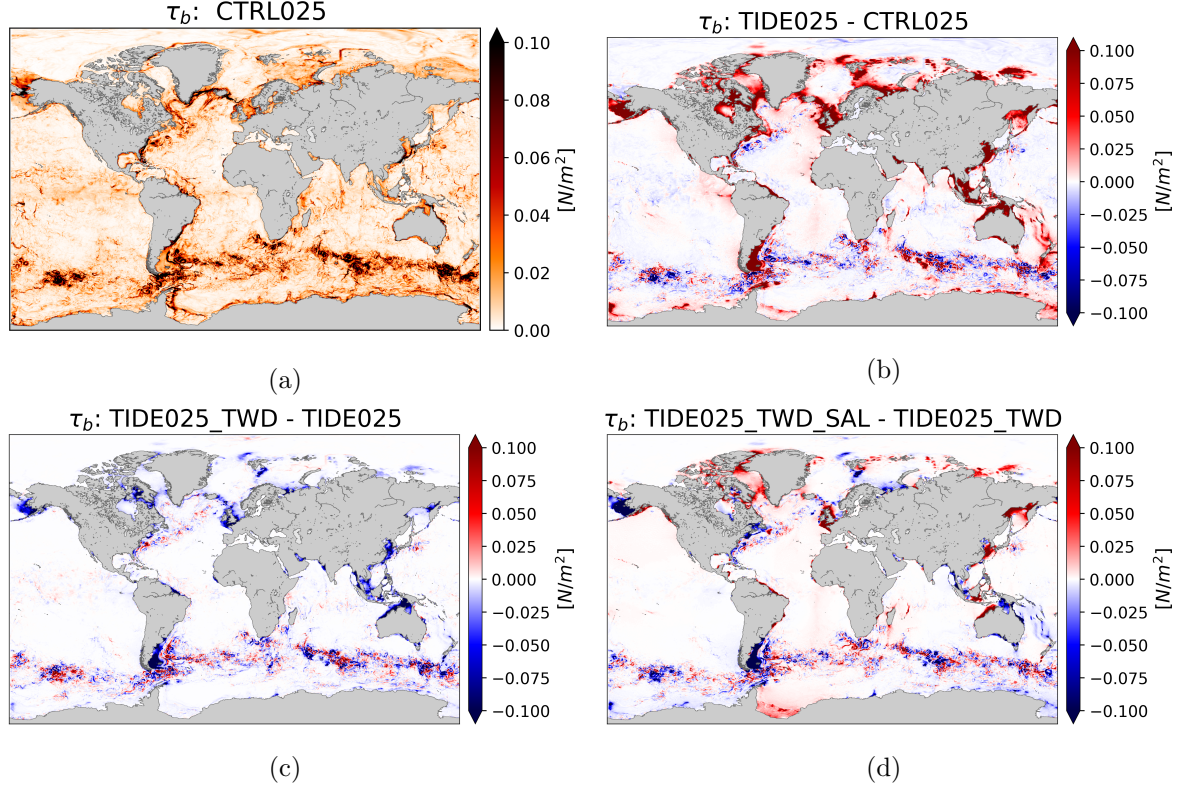 τb: CTRL025
0.10
0.08
0.06
0.04
0.02
0.00
[N/m²]
(a)
τb: TIDE025 - CTRL025
0.100
0.075
0.050
0.025
0.000
−0.025
−0.050
−0.075
−0.100
[N/m²]
(b)
τb: TIDE025_TWD - TIDE025
0.100
0.075
0.050
0.025
0.000
−0.025
−0.050
−0.075
−0.100
[N/m²]
(c)
τb: TIDE025_TWD_SAL - TIDE025_TWD
0.100
0.075
0.050
0.025
0.000
−0.025
−0.050
−0.075
−0.100
[N/m²]
(d)